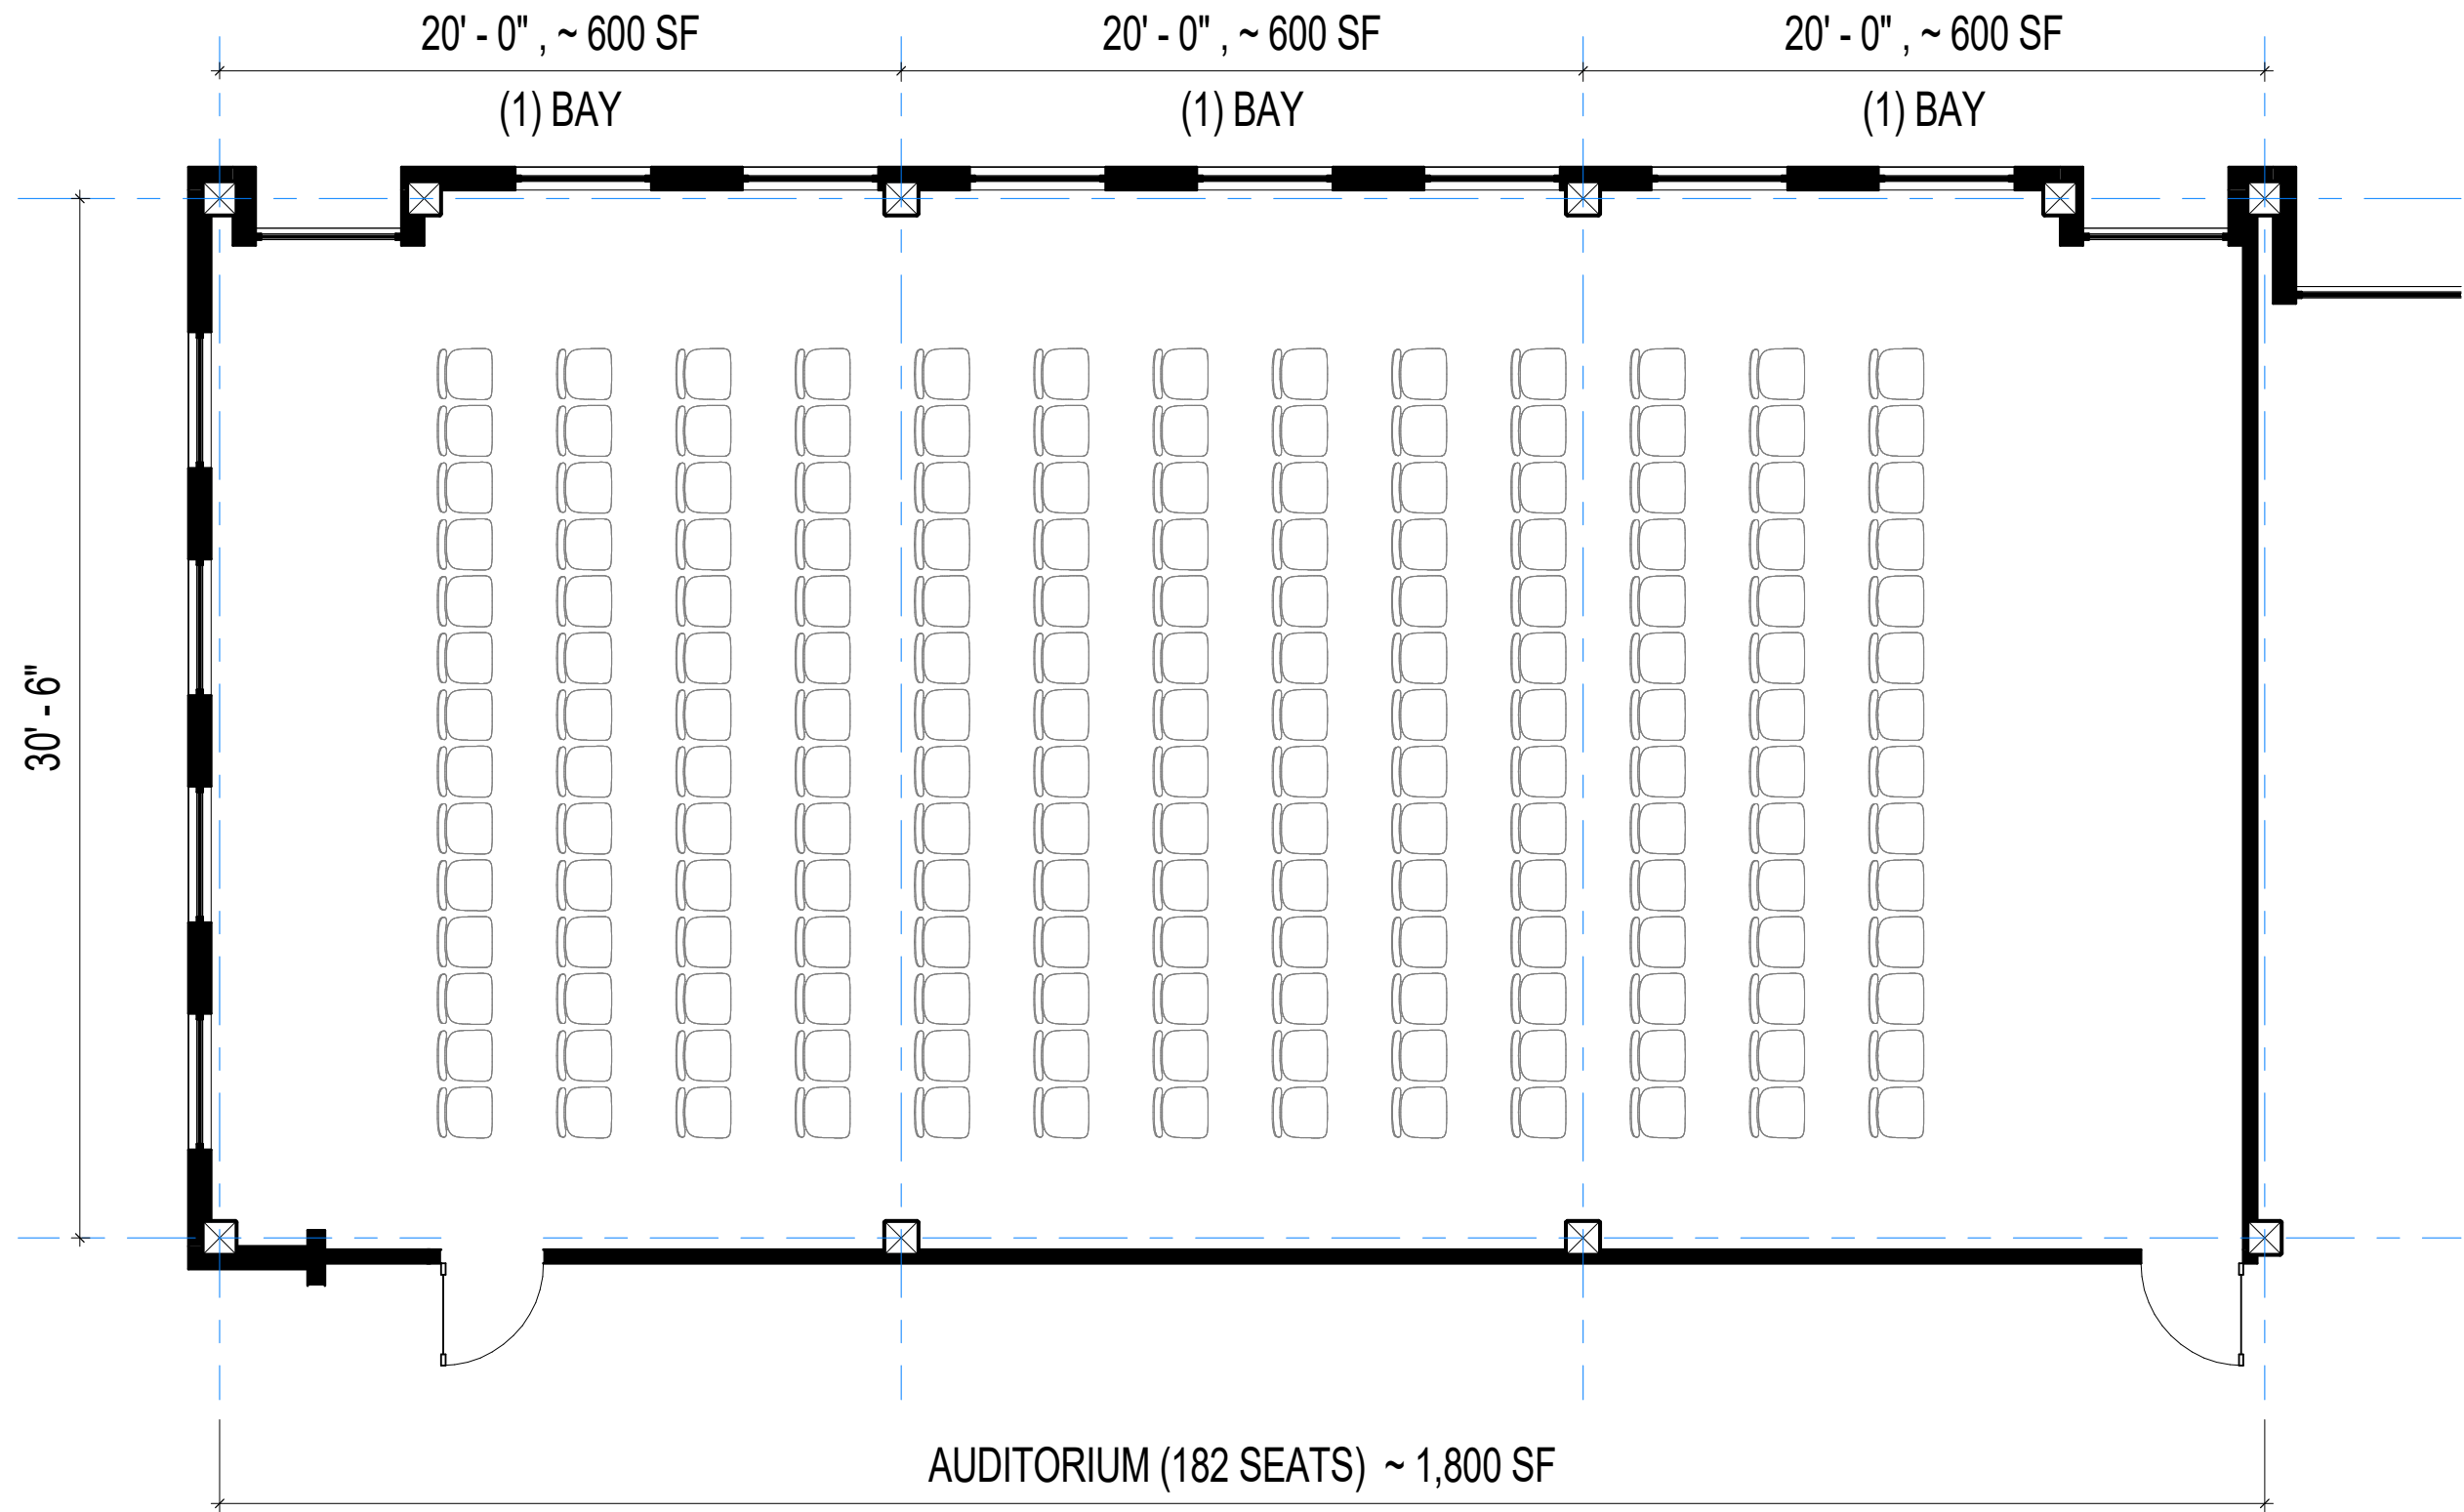 20' - 0" , ~ 600 SF
20' - 0" , ~ 600 SF
20' - 0" , ~ 600 SF
(1) BAY
(1) BAY
(1) BAY
30' - 6"
AUDITORIUM (182 SEATS) ~ 1,800 SF